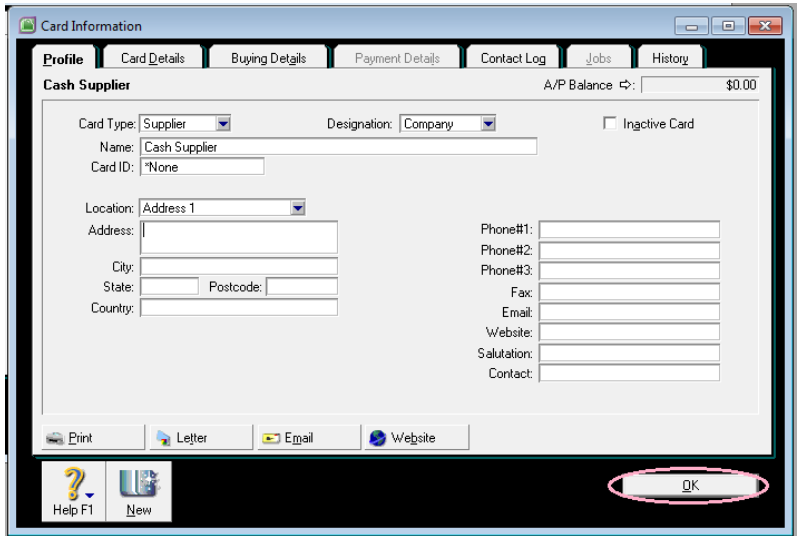 Card Information
Profile Card Details Buying Details Payment Details Contact Log Jobs History
Cash Supplier A/P Balance ⇨: $0.00
Card Type: Supplier Designation: Company Inactive Card
Name: Cash Supplier
Card ID: *None
Location: Address 1
Address: Phone#1:
Phone#2:
City: Phone#3:
State: Postcode: Fax:
Country: Email:
Website:
Salutation:
Contact:
Print Letter Email Website
OK
Help F1 New